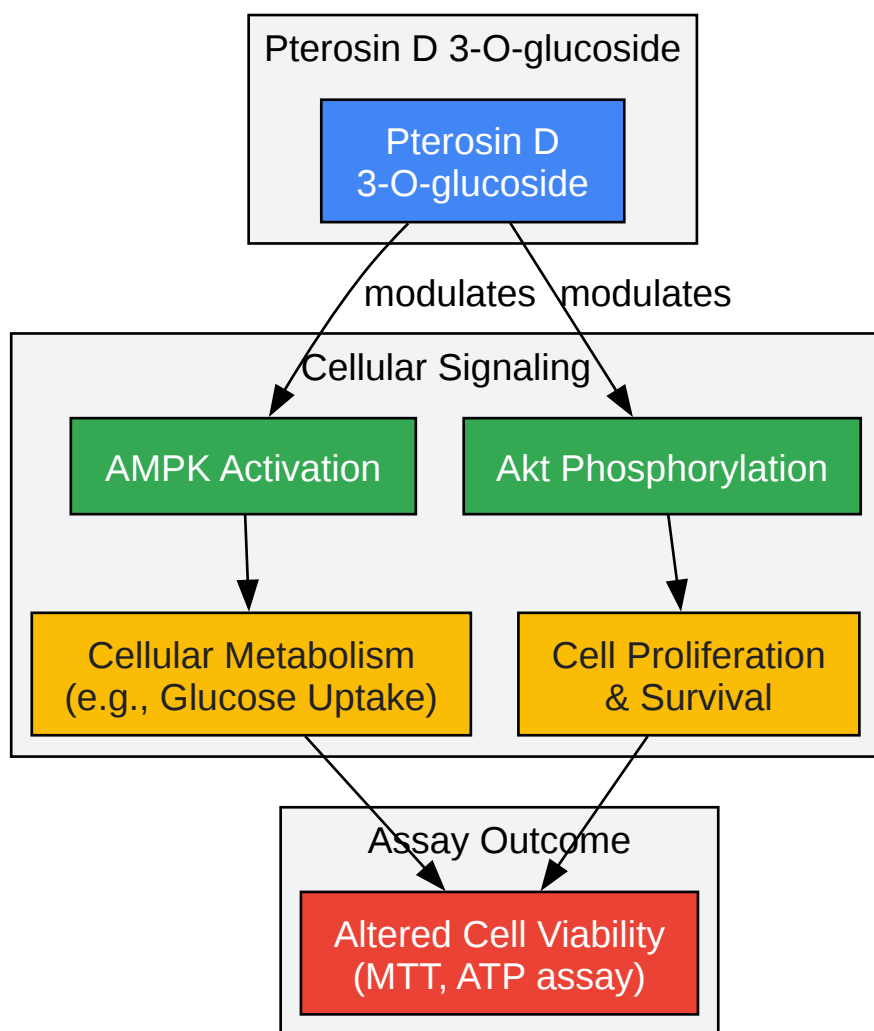 Pterosin D 3-O-glucoside
Pterosin D
3-O-glucoside
modulates
modulates
Cellular Signaling
AMPK Activation
Akt Phosphorylation
Cellular Metabolism
(e.g., Glucose Uptake)
Cell Proliferation
& Survival
Assay Outcome
Altered Cell Viability
(MTT, ATP assay)